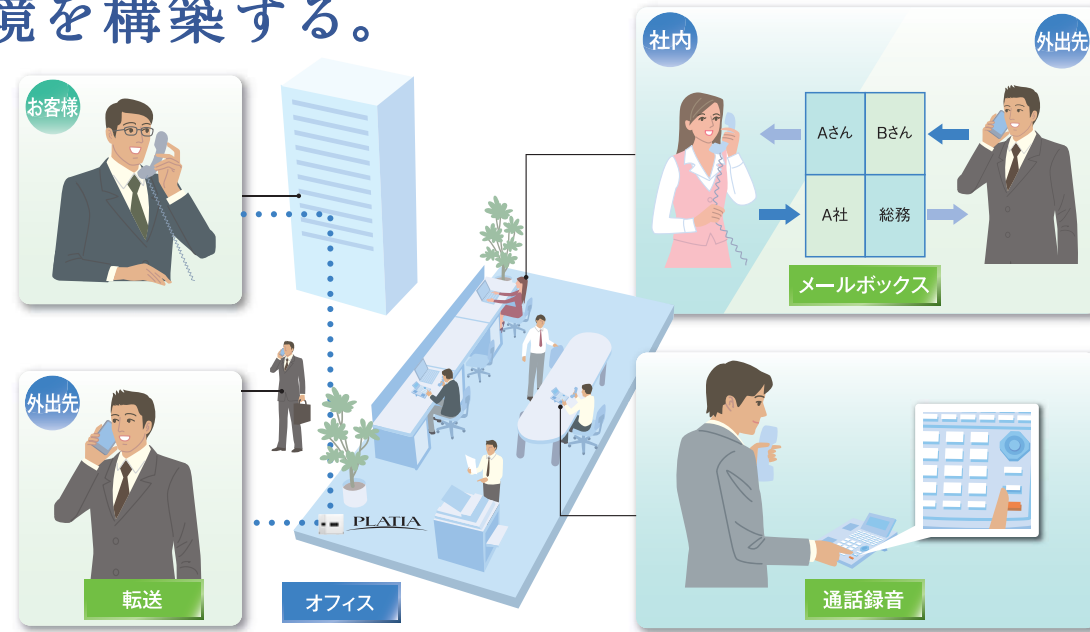 境を構築する。
お客様
社内
外出先
Aさん
Bさん
A社
総務
メールボックス
外出先
転送
PLATIA
オフィス
通話録音